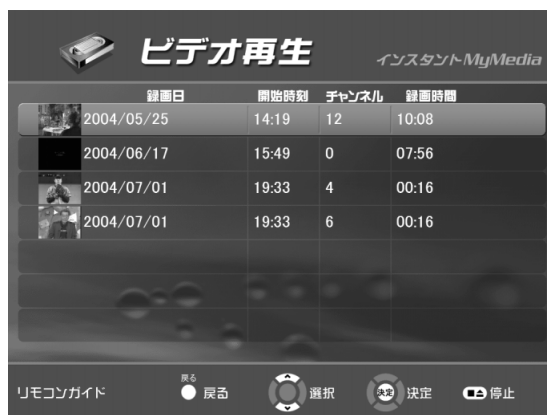 ビデオ再生
インスタントMyMedia
録画日 開始時刻 チャンネル 録画時間
2004/05/25 14:19 12 10:08
2004/06/17 15:49 0 07:56
2004/07/01 19:33 4 00:16
2004/07/01 19:33 6 00:16
リモコンガイド 戻る 戻る 選択 決定 決定 停止